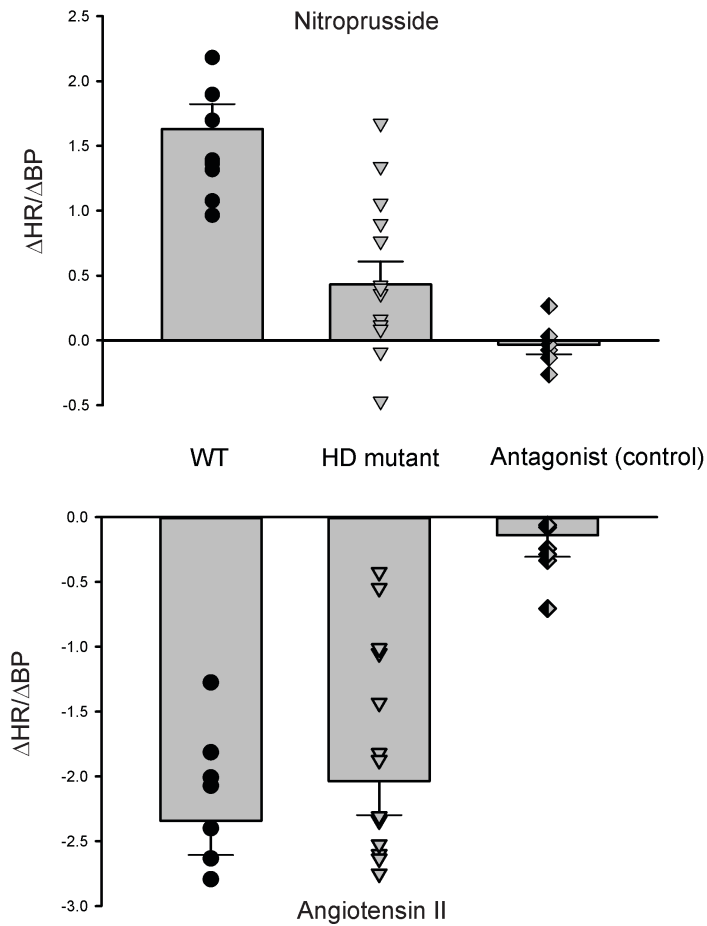 Nitroprusside
ΔHR/ΔBP
2.5
2.0
1.5
1.0
0.5
0.0
-0.5
WT HD mutant Antagonist (control)
ΔHR/ΔBP
0.0
-0.5
-1.0
-1.5
-2.0
-2.5
-3.0
Angiotensin II